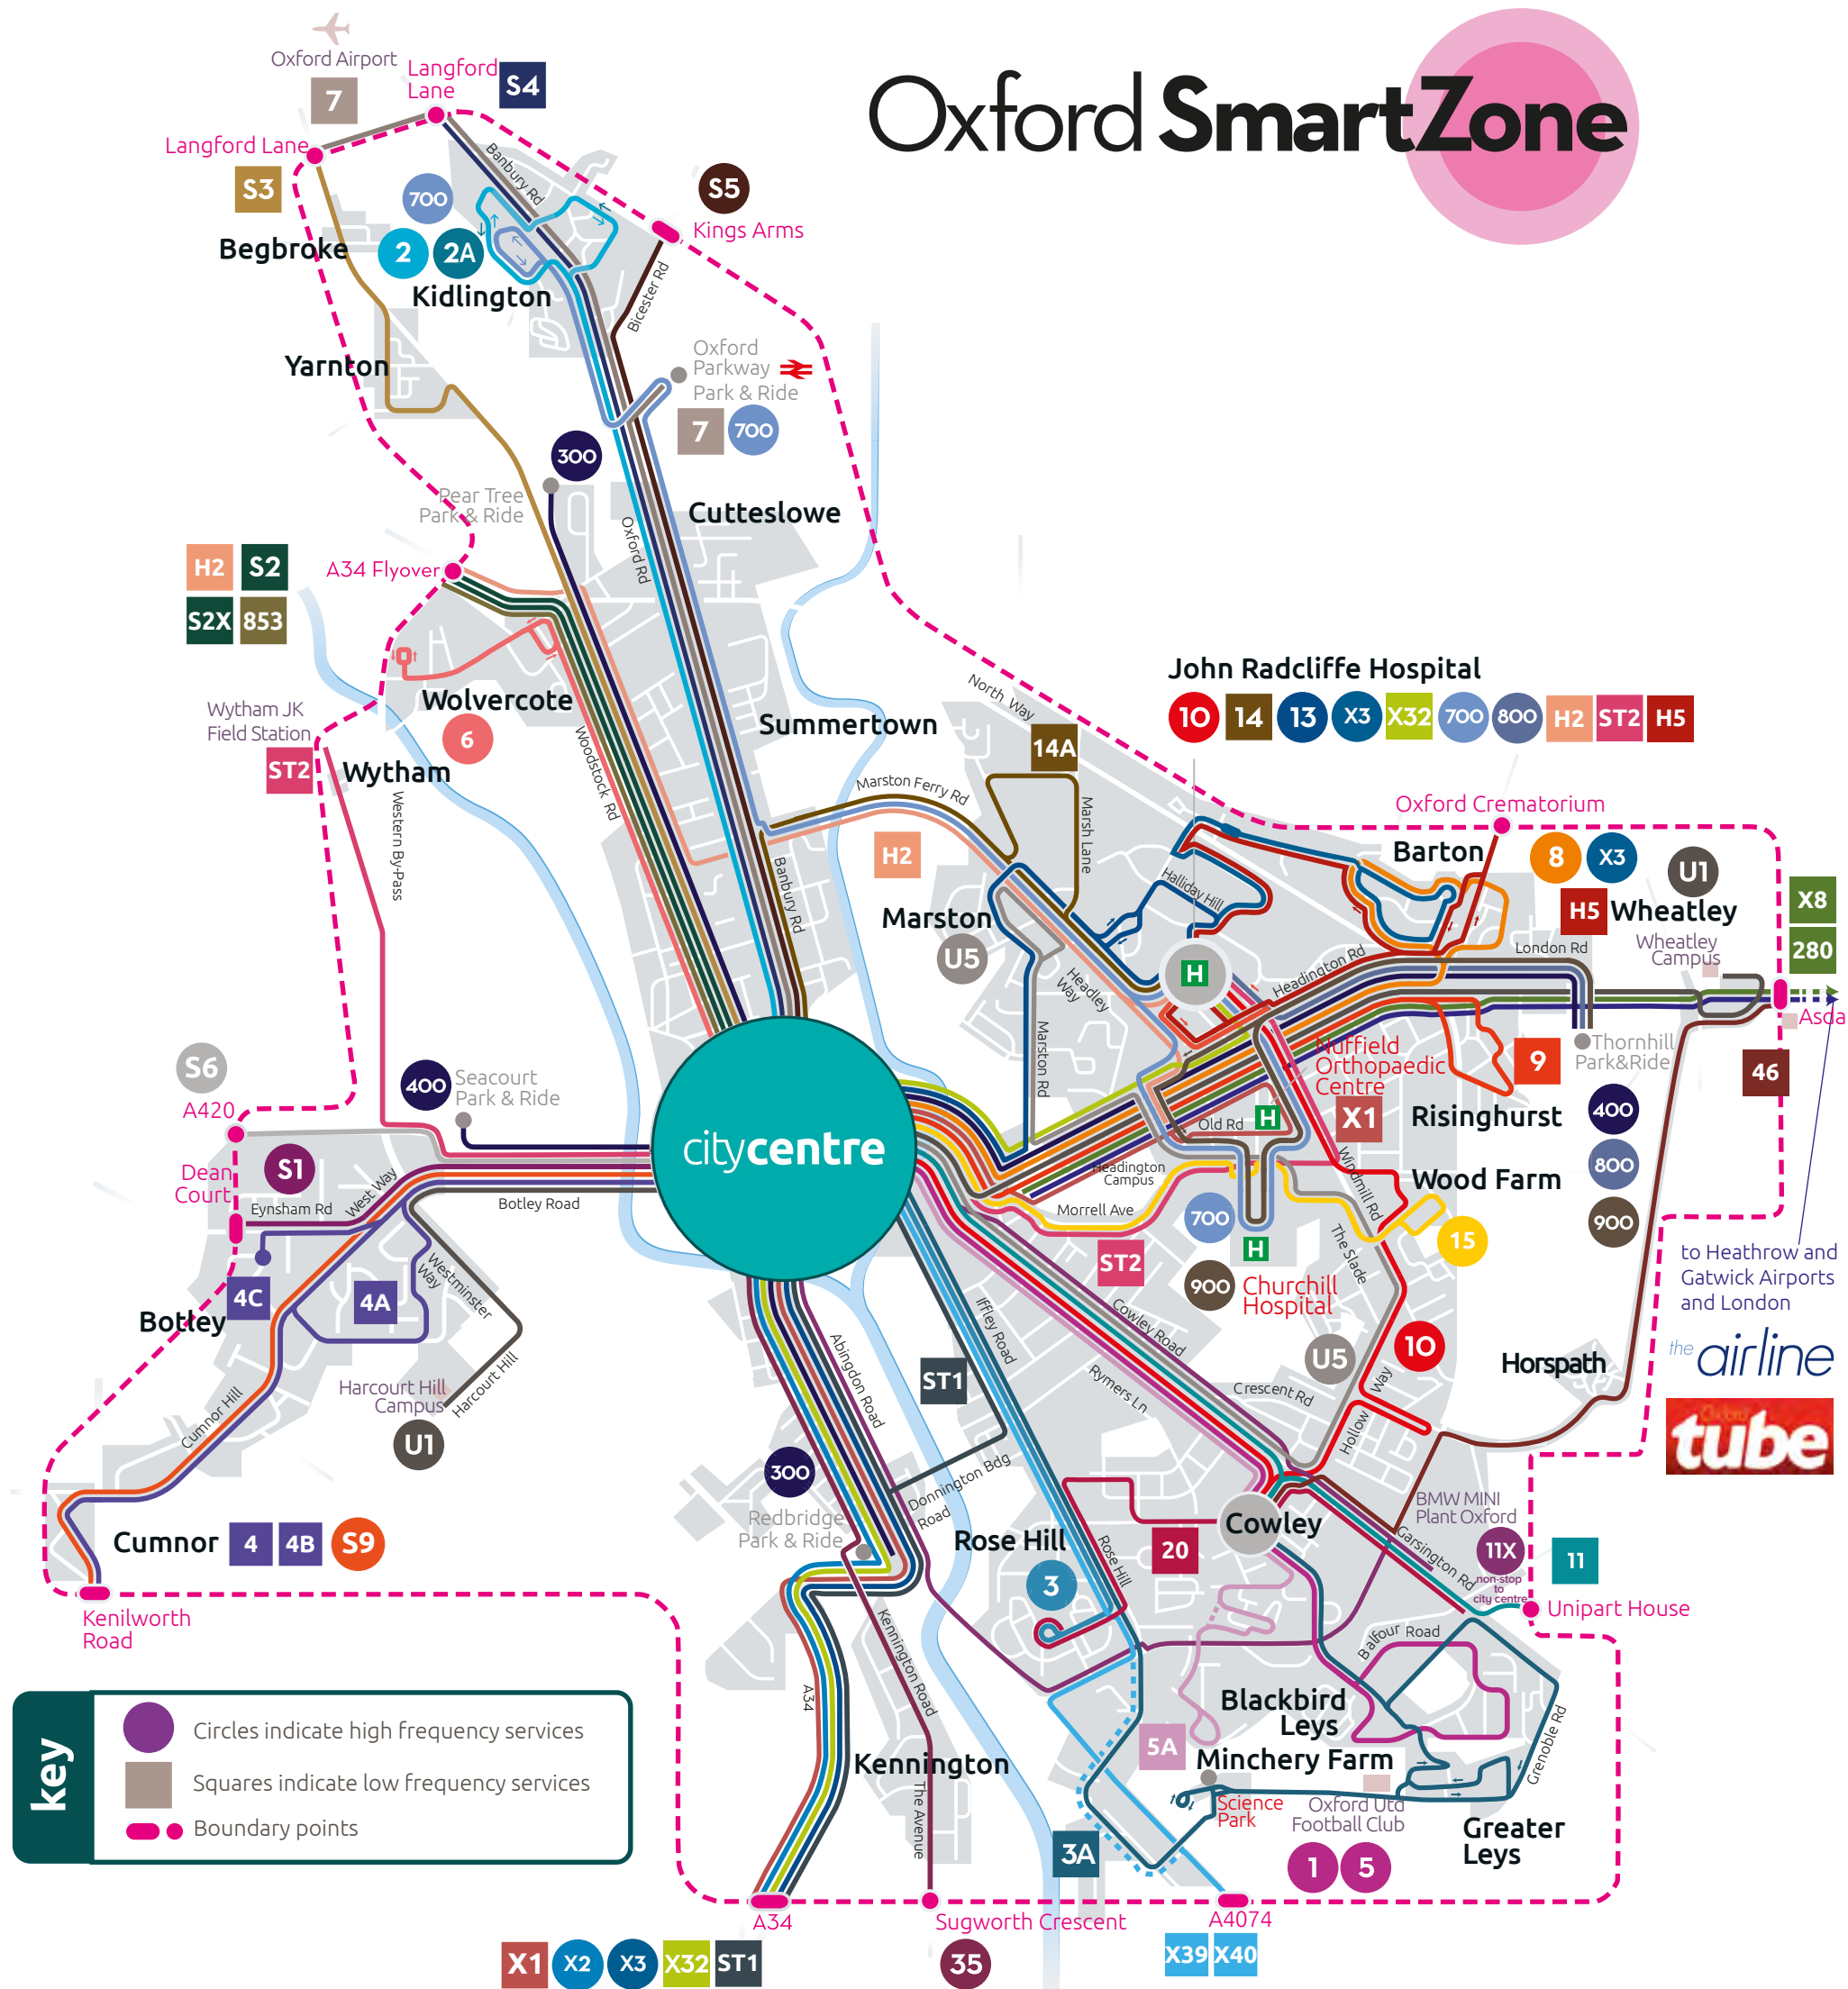 Oxford SmartZone
Oxford Airport
7
Langford
Lane
S4
Langford Lane
S3
Banbury Rd
700
S5
Kings Arms
Begbroke
2
2A
Kidlington
Bicester Rd
Yarnton
Oxford
Parkway
Park & Ride
7
700
300
Pear Tree
Park & Ride
Cutteslowe
Oxford Rd
H2
S2
S2X
853
A34 Flyover
Wolvercote
6
Woodstock Rd
Wytham JK
Field Station
ST2
Wytham
Western By-Pass
Summertown
Banbury Rd
Marston Ferry Rd
H2
North Way
14A
Marsh Lane
John Radcliffe Hospital
10
14
13
X3
X32
700
800
H2
ST2
H5
Oxford Crematorium
Barton
8
X3
U1
H5
Wheatley
Wheatley
Campus
X8
280
Asda
Marston
U5
Halliday Hill
Headley
Way
Marston Rd
H
Headington Rd
London Rd
Nuffield
Orthopaedic
Centre
X1
9
Thornhill
Park&Ride
46
Risinghurst
400
800
900
Old Rd
H
Headington
Campus
Morrell Ave
ST2
700
H
900
Churchill
Hospital
Windmill Rd
Wood Farm
15
The Slade
to Heathrow and
Gatwick Airports
and London
the airline
Oxford
tube
S6
A420
400
Seacourt
Park & Ride
citycentre
Dean
Court
S1
Eynsham Rd
West Way
Botley Road
4C
4A
Westminster
Way
Botley
Harcourt Hill
Campus
Harcourt Hill
U1
Cumnor Hill
Cumnor
4
4B
S9
Kenilworth
Road
Abingdon Road
ST1
Iffley Road
Cowley Road
Rymers Ln
Crescent Rd
U5
10
Hollow
Way
Horspath
300
Redbridge
Park & Ride
Donnington Bdg
Road
Rose Hill
3
Rose Hill
20
Cowley
BMW MINI
Plant Oxford
11X
non-stop
to
city centre
11
Garsington Rd
Unipart House
Balfour Road
Blackbird
Leys
5A
Minchery Farm
Grenoble Rd
Science
Park
Oxford Utd
Football Club
1
5
Greater
Leys
3A
Kennington Road
A34
Kennington
The Avenue
key
Circles indicate high frequency services
Squares indicate low frequency services
Boundary points
A34
X1
X2
X3
X32
ST1
Sugworth Crescent
35
A4074
X39
X40